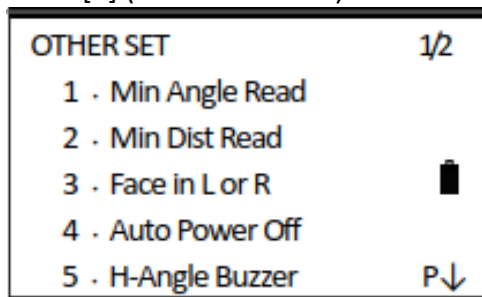 OTHER SET 1/2
1 . Min Angle Read
2 . Min Dist Read
3 . Face in L or R
4 . Auto Power Off
5 . H-Angle Buzzer P↓